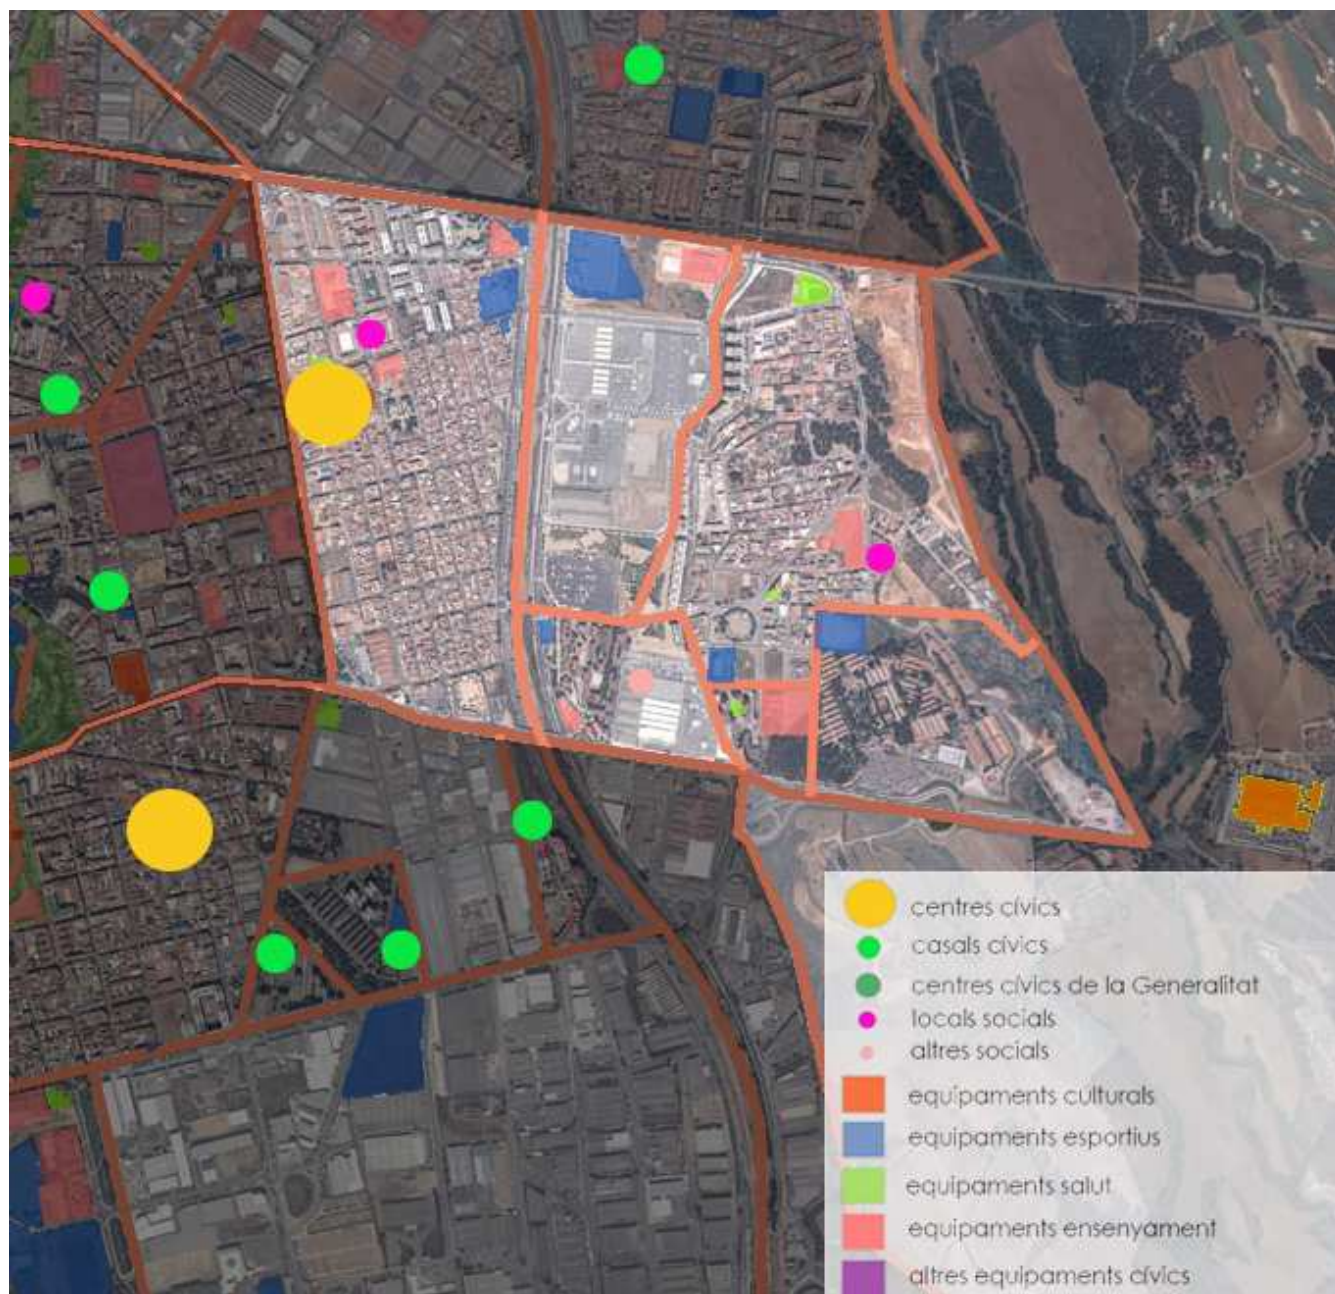 centres cívics
casals cívics
centres cívics de la Generalitat
locals socials
altres socials
equipaments culturals
equipaments esportius
equipaments salut
equipaments ensenyament
altres equipaments cívics